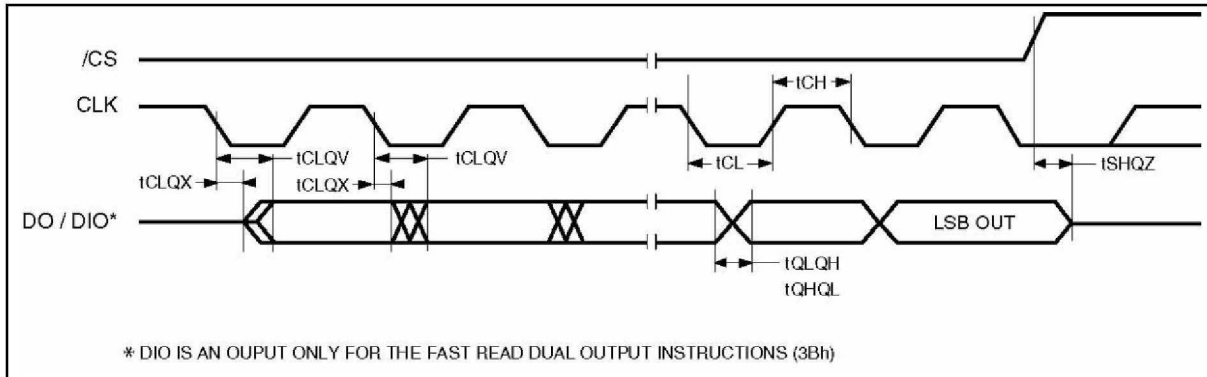 /CS
CLK
tCH
tCLQV
tCLQV
tCL
tSHQZ
tCLQX
tCLQX
DO / DIO*
LSB OUT
tQLQH
tQHQL
* DIO IS AN OUPUT ONLY FOR THE FAST READ DUAL OUTPUT INSTRUCTIONS (3Bh)